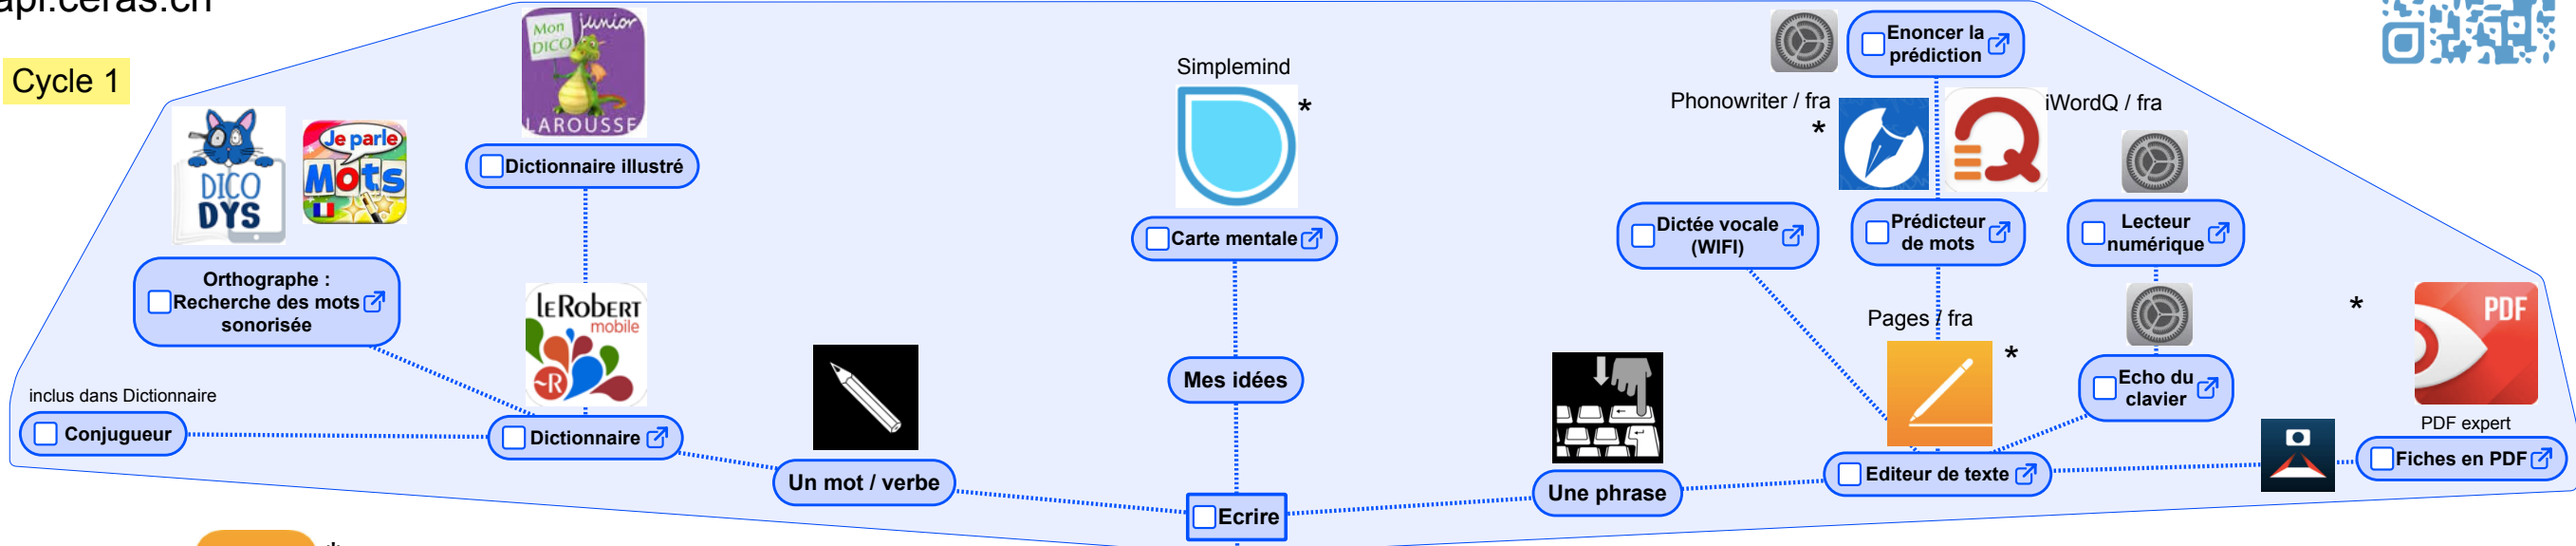 api.ceras.ch
Cycle 1
Mon
DICO
junior
LAROUSSE
Dictionnaire illustré
DICO
DYS
Je parle
Mots
Orthographe :
Recherche des mots
sonorisée
LE ROBERT
mobile
~R
inclus dans Dictionnaire
Conjugueur
Dictionnaire
Un mot / verbe
Simplemind
*
Carte mentale
Mes idées
Ecrire
Enoncer la
prédiction
Phonowriter / fra
*
iWordQ / fra
Dictée vocale
(WIFI)
Prédicteur
de mots
Lecteur
numérique
Pages / fra
*
Echo du
clavier
*
PDF
PDF expert
Fiches en PDF
Editeur de texte
Une phrase
*